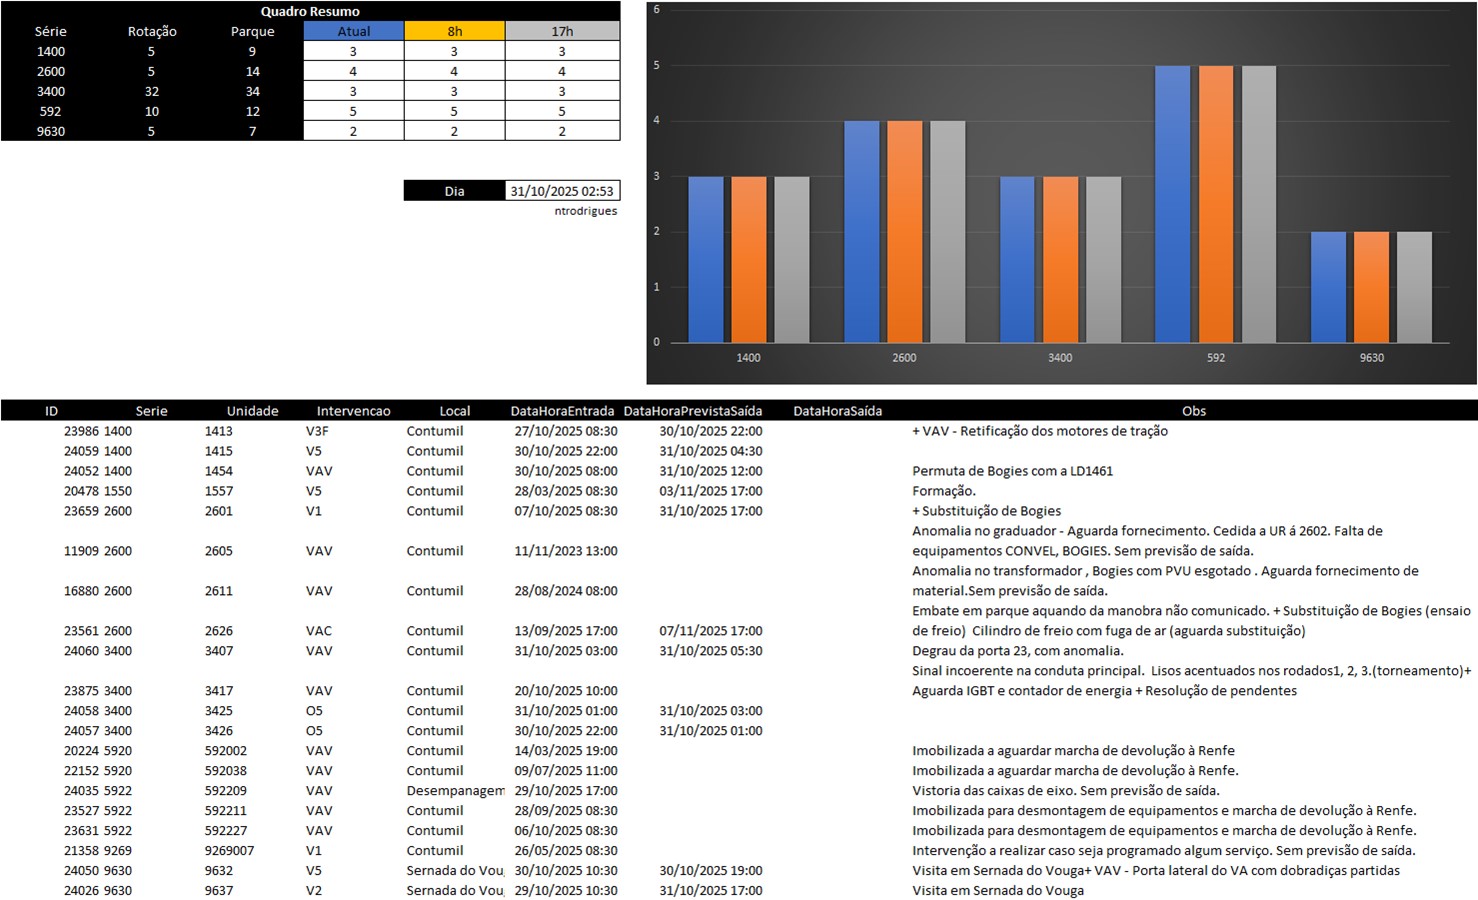 Quadro Resumo
Série Rotação Parque Atual 8h 17h
1400 5 9 3 3 3
2600 5 14 4 4 4
3400 32 34 3 3 3
592 10 12 5 5 5
9630 5 7 2 2 2
Dia 31/10/2025 02:53
ntrodrigues
6
5
4
3
2
1
0
1400 2600 3400 592 9630
ID Serie Unidade Intervencao Local DataHoraEntrada DataHoraPrevistaSaída DataHoraSaída Obs
23986 1400 1413 V3F Contumil 27/10/2025 08:30 30/10/2025 22:00 + VAV - Retificação dos motores de tração
24059 1400 1415 V5 Contumil 30/10/2025 22:00 31/10/2025 04:30
24052 1400 1454 VAV Contumil 30/10/2025 08:00 31/10/2025 12:00 Permuta de Bogies com a LD1461
20478 1550 1557 V5 Contumil 28/03/2025 08:30 03/11/2025 17:00 Formação.
23659 2600 2601 V1 Contumil 07/10/2025 08:30 31/10/2025 17:00 + Substituição de Bogies
Anomalia no graduador - Aguarda fornecimento. Cedida a UR á 2602. Falta de
11909 2600 2605 VAV Contumil 11/11/2023 13:00 equipamentos CONVEL, BOGIES. Sem previsão de saída.
Anomalia no transformador , Bogies com PVU esgotado . Aguarda fornecimento de
16880 2600 2611 VAV Contumil 28/08/2024 08:00 material.Sem previsão de saída.
Embate em parque aquando da manobra não comunicado. + Substituição de Bogies (ensaio
23561 2600 2626 VAC Contumil 13/09/2025 17:00 07/11/2025 17:00 de freio) Cilindro de freio com fuga de ar (aguarda substituição)
24060 3400 3407 VAV Contumil 31/10/2025 03:00 31/10/2025 05:30 Degrau da porta 23, com anomalia.
Sinal incoerente na conduta principal. Lisos acentuados nos rodados1, 2, 3.(torneamento)+
23875 3400 3417 VAV Contumil 20/10/2025 10:00 Aguarda IGBT e contador de energia + Resolução de pendentes
24058 3400 3425 O5 Contumil 31/10/2025 01:00 31/10/2025 03:00
24057 3400 3426 O5 Contumil 30/10/2025 22:00 31/10/2025 01:00
20224 5920 592002 VAV Contumil 14/03/2025 19:00 Imobilizada a aguardar marcha de devolução à Renfe
22152 5920 592038 VAV Contumil 09/07/2025 11:00 Imobilizada a aguardar marcha de devolução à Renfe.
24035 5922 592209 VAV Desempanagem 29/10/2025 17:00 Vistoria das caixas de eixo. Sem previsão de saída.
23527 5922 592211 VAV Contumil 28/09/2025 08:30 Imobilizada para desmontagem de equipamentos e marcha de devolução à Renfe.
23631 5922 592227 VAV Contumil 06/10/2025 08:30 Imobilizada para desmontagem de equipamentos e marcha de devolução à Renfe.
21358 9269 9269007 V1 Contumil 26/05/2025 08:30 Intervenção a realizar caso seja programado algum serviço. Sem previsão de saída.
24050 9630 9632 V5 Sernada do Vou 30/10/2025 10:30 30/10/2025 19:00 Visita em Sernada do Vouga+ VAV - Porta lateral do VA com dobradiças partidas
24026 9630 9637 V2 Sernada do Vou 29/10/2025 10:30 31/10/2025 17:00 Visita em Sernada do Vouga